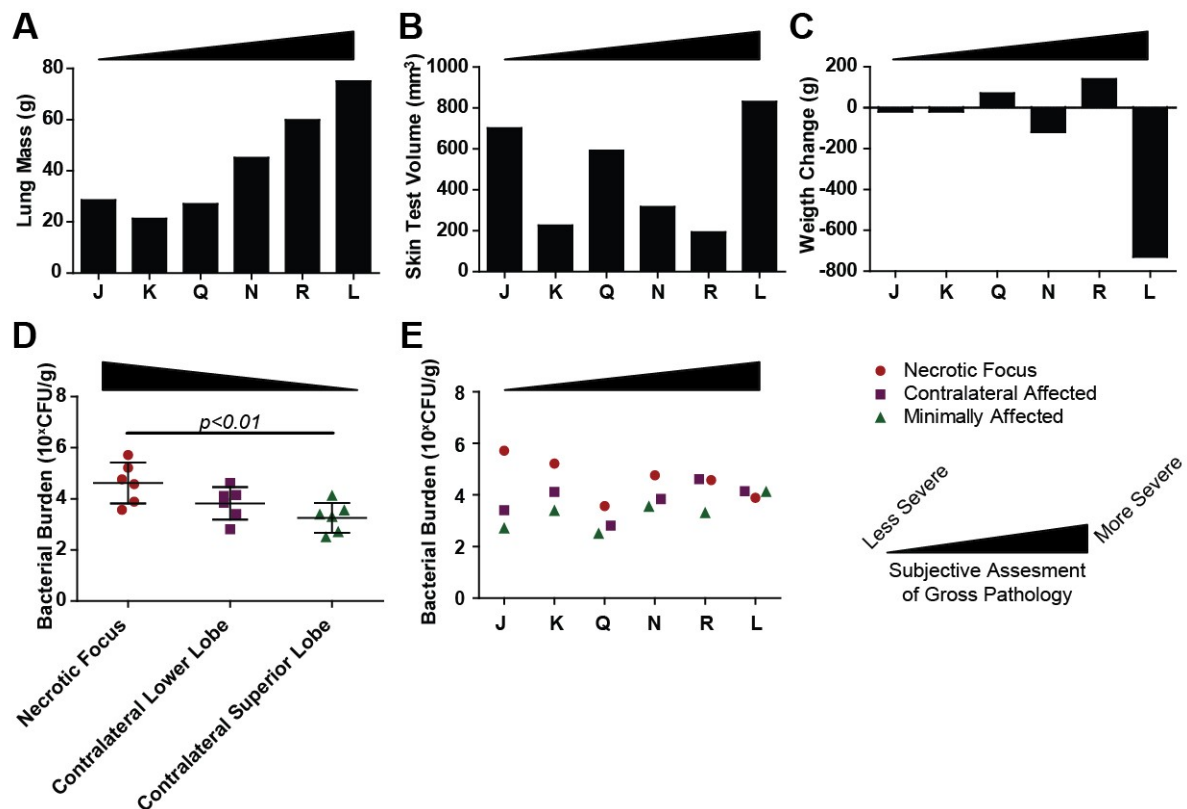 A
Lung Mass (g)
80
60
40
20
0
J K Q N R L
B
Skin Test Volume (mm³)
1000
800
600
400
200
0
J K Q N R L
C
Weigth Change (g)
200
0
-200
-400
-600
-800
J K Q N R L
D
Bacterial Burden (10ˣCFU/g)
8
6
4
2
0
p<0.01
Necrotic Focus
Contralateral Lower Lobe
Contralateral Superior Lobe
E
Bacterial Burden (10ˣCFU/g)
8
6
4
2
0
J K Q N R L
Necrotic Focus
Contralateral Affected
Minimally Affected
Less Severe
More Severe
Subjective Assesment
of Gross Pathology